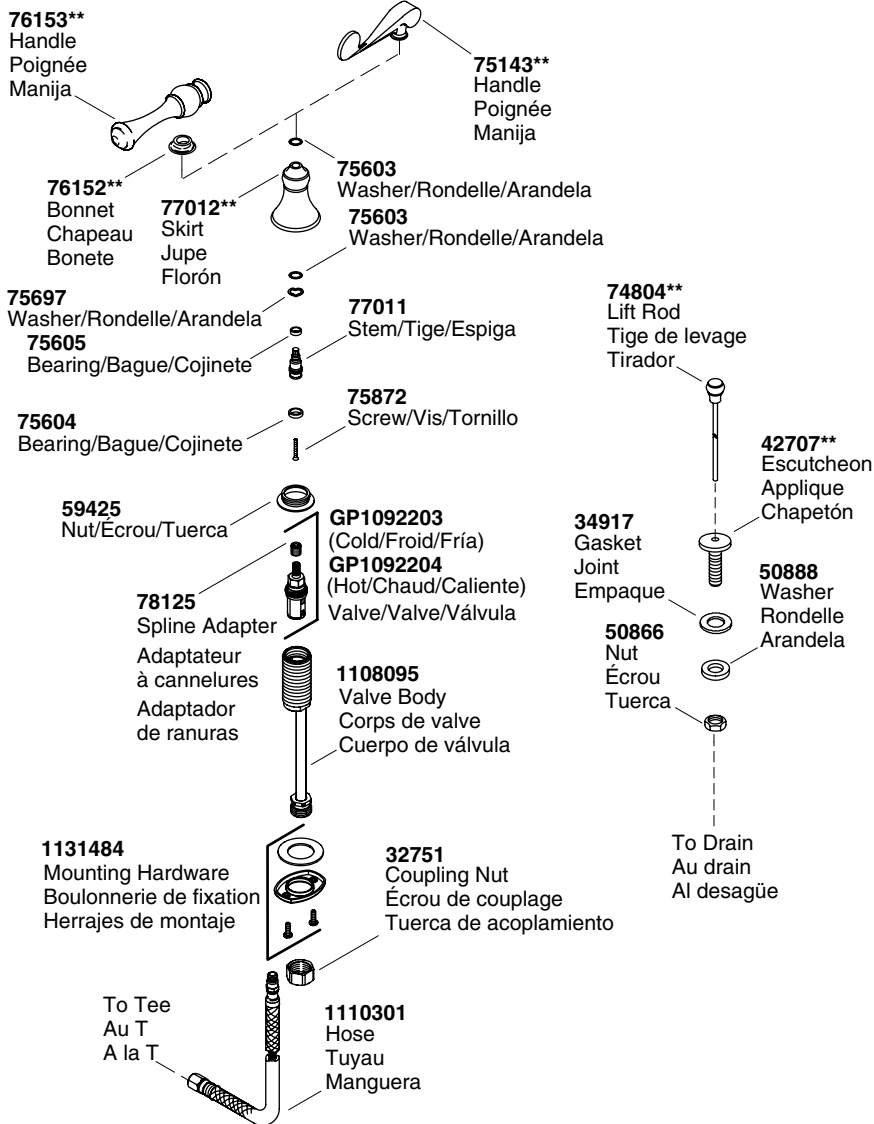 76153**
Handle
Poignée
Manija
75143**
Handle
Poignée
Manija
76152**
Bonnet
Chapeau
Bonete
77012**
Skirt
Jupe
Florón
75603
Washer/Rondelle/Arandela
75603
Washer/Rondelle/Arandela
75697
Washer/Rondelle/Arandela
75605
Bearing/Bague/Cojinete
77011
Stem/Tige/Espiga
75604
Bearing/Bague/Cojinete
75872
Screw/Vis/Tornillo
59425
Nut/Écrou/Tuerca
GP1092203
(Cold/Froid/Fría)
GP1092204
(Hot/Chaud/Caliente)
Valve/Valve/Válvula
78125
Spline Adapter
Adaptateur
à cannelures
Adaptador
de ranuras
1108095
Valve Body
Corps de valve
Cuerpo de válvula
1131484
Mounting Hardware
Boulonnerie de fixation
Herrajes de montaje
32751
Coupling Nut
Écrou de couplage
Tuerca de acoplamiento
To Tee
Au T
A la T
1110301
Hose
Tuyau
Manguera
74804**
Lift Rod
Tige de levage
Tirador
42707**
Escutcheon
Applique
Chapetón
34917
Gasket
Joint
Empaque
50888
Washer
Rondelle
Arandela
50866
Nut
Écrou
Tuerca
To Drain
Au drain
Al desagüe